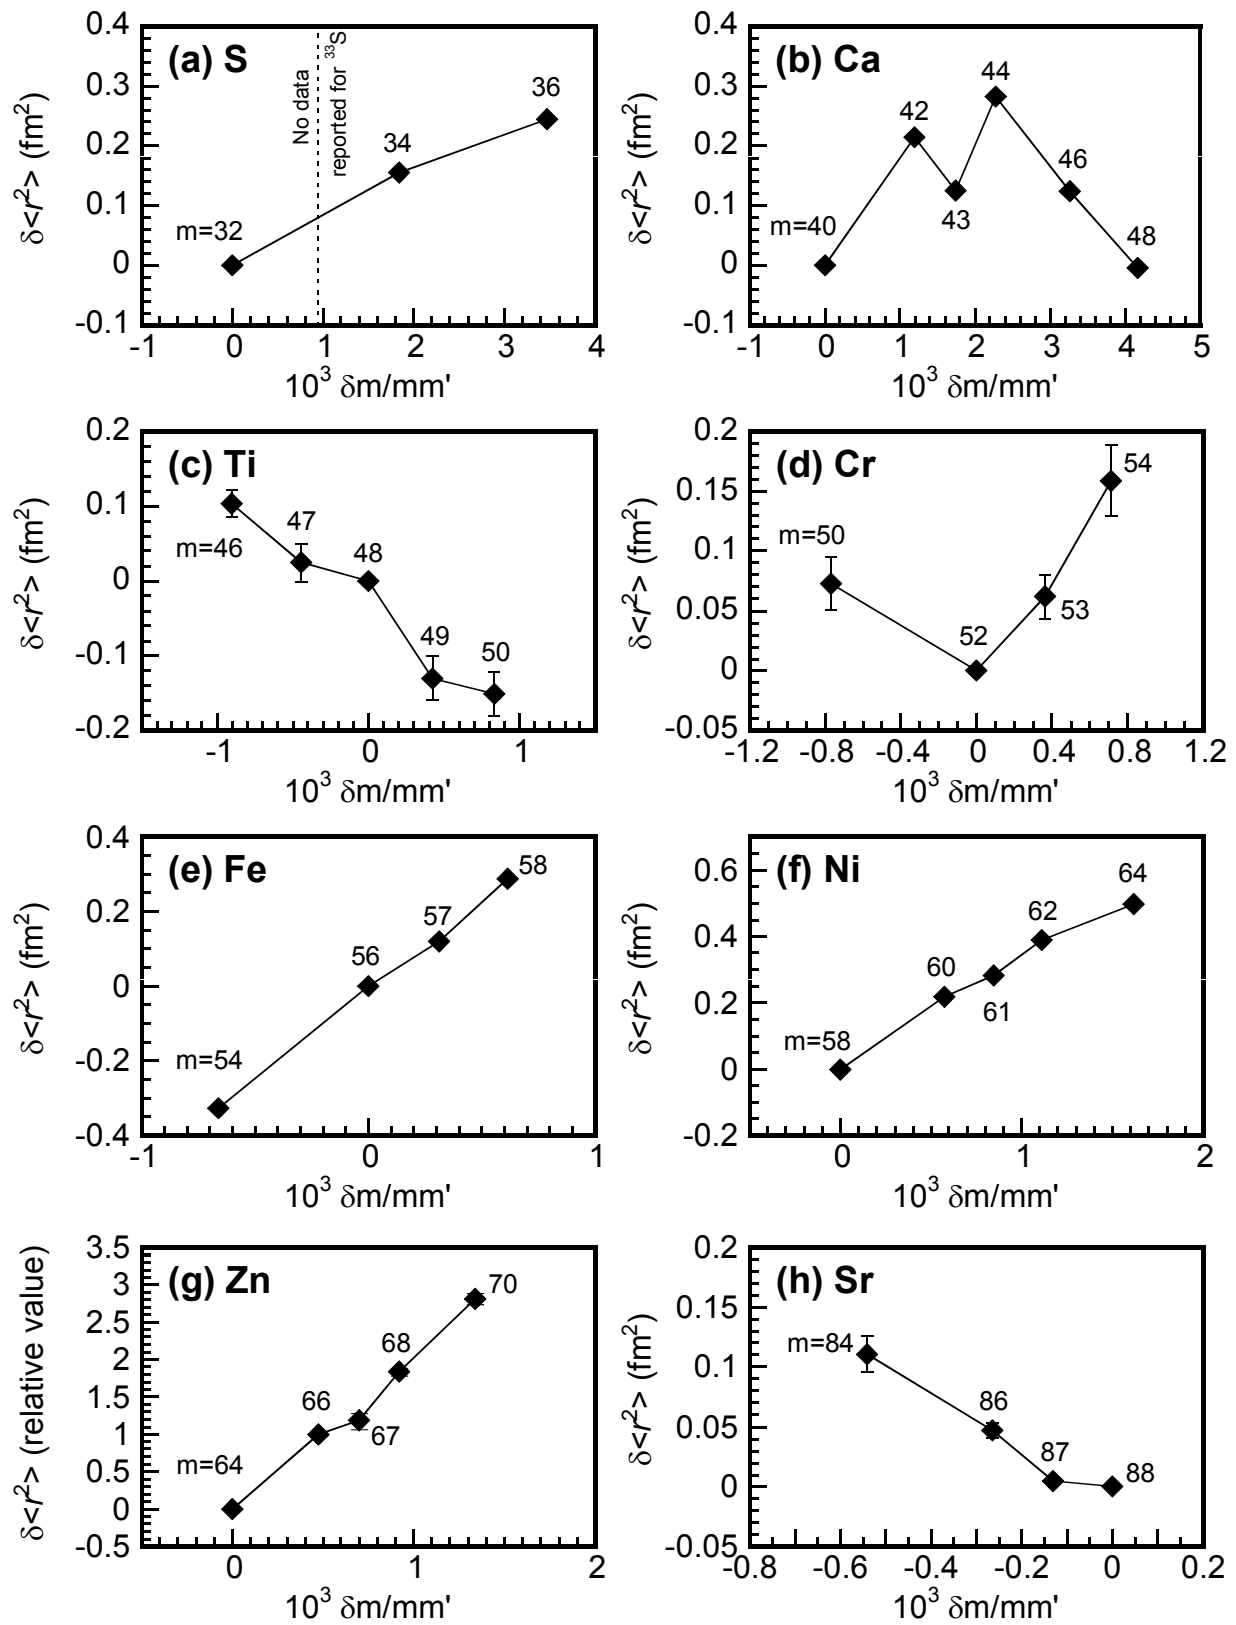 (a) S
No data
reported for ³³S
m=32
34
36
0.4
0.3
0.2
0.1
0
-0.1
-1 0 1 2 3 4
δ<r²> (fm²)
10³ δm/mm'
(b) Ca
m=40
42
43
44
46
48
0.4
0.3
0.2
0.1
0
-0.1
-1 0 1 2 3 4 5
δ<r²> (fm²)
10³ δm/mm'
(c) Ti
m=46
47
48
49
50
0.2
0.1
0
-0.1
-0.2
-1 0 1
δ<r²> (fm²)
10³ δm/mm'
(d) Cr
m=50
52
53
54
0.2
0.15
0.1
0.05
0
-0.05
-1.2 -0.8 -0.4 0 0.4 0.8 1.2
δ<r²> (fm²)
10³ δm/mm'
(e) Fe
m=54
56
57
58
0.4
0.2
0
-0.2
-0.4
-1 0 1
δ<r²> (fm²)
10³ δm/mm'
(f) Ni
m=58
60
61
62
64
0.6
0.4
0.2
0
-0.2
0 1 2
δ<r²> (fm²)
10³ δm/mm'
(g) Zn
m=64
66
67
68
70
3.5
3
2.5
2
1.5
1
0.5
0
-0.5
0 1 2
δ<r²> (relative value)
10³ δm/mm'
(h) Sr
m=84
86
87
88
0.2
0.15
0.1
0.05
0
-0.05
-0.8 -0.6 -0.4 -0.2 0 0.2
δ<r²> (fm²)
10³ δm/mm'